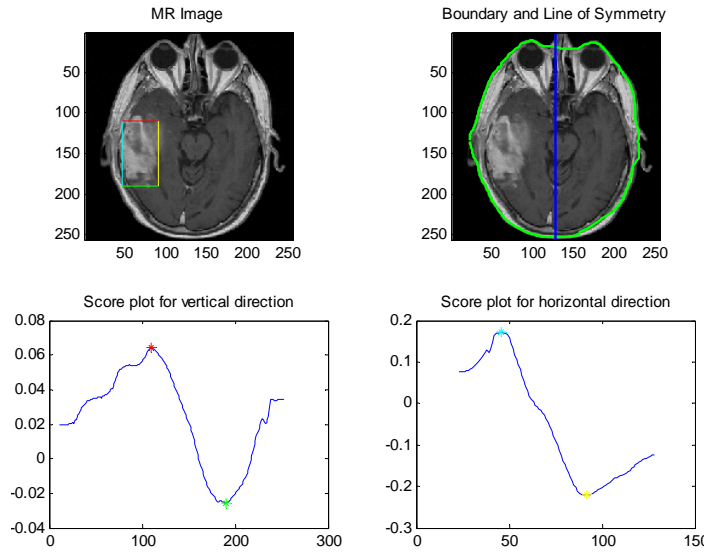 MR Image
50
100
150
200
250
50 100 150 200 250
Boundary and Line of Symmetry
50
100
150
200
250
50 100 150 200 250
Score plot for vertical direction
0.08
0.06
0.04
0.02
0
-0.02
-0.04
0 100 200 300
Score plot for horizontal direction
0.2
0.1
0
-0.1
-0.2
-0.3
0 50 100 150